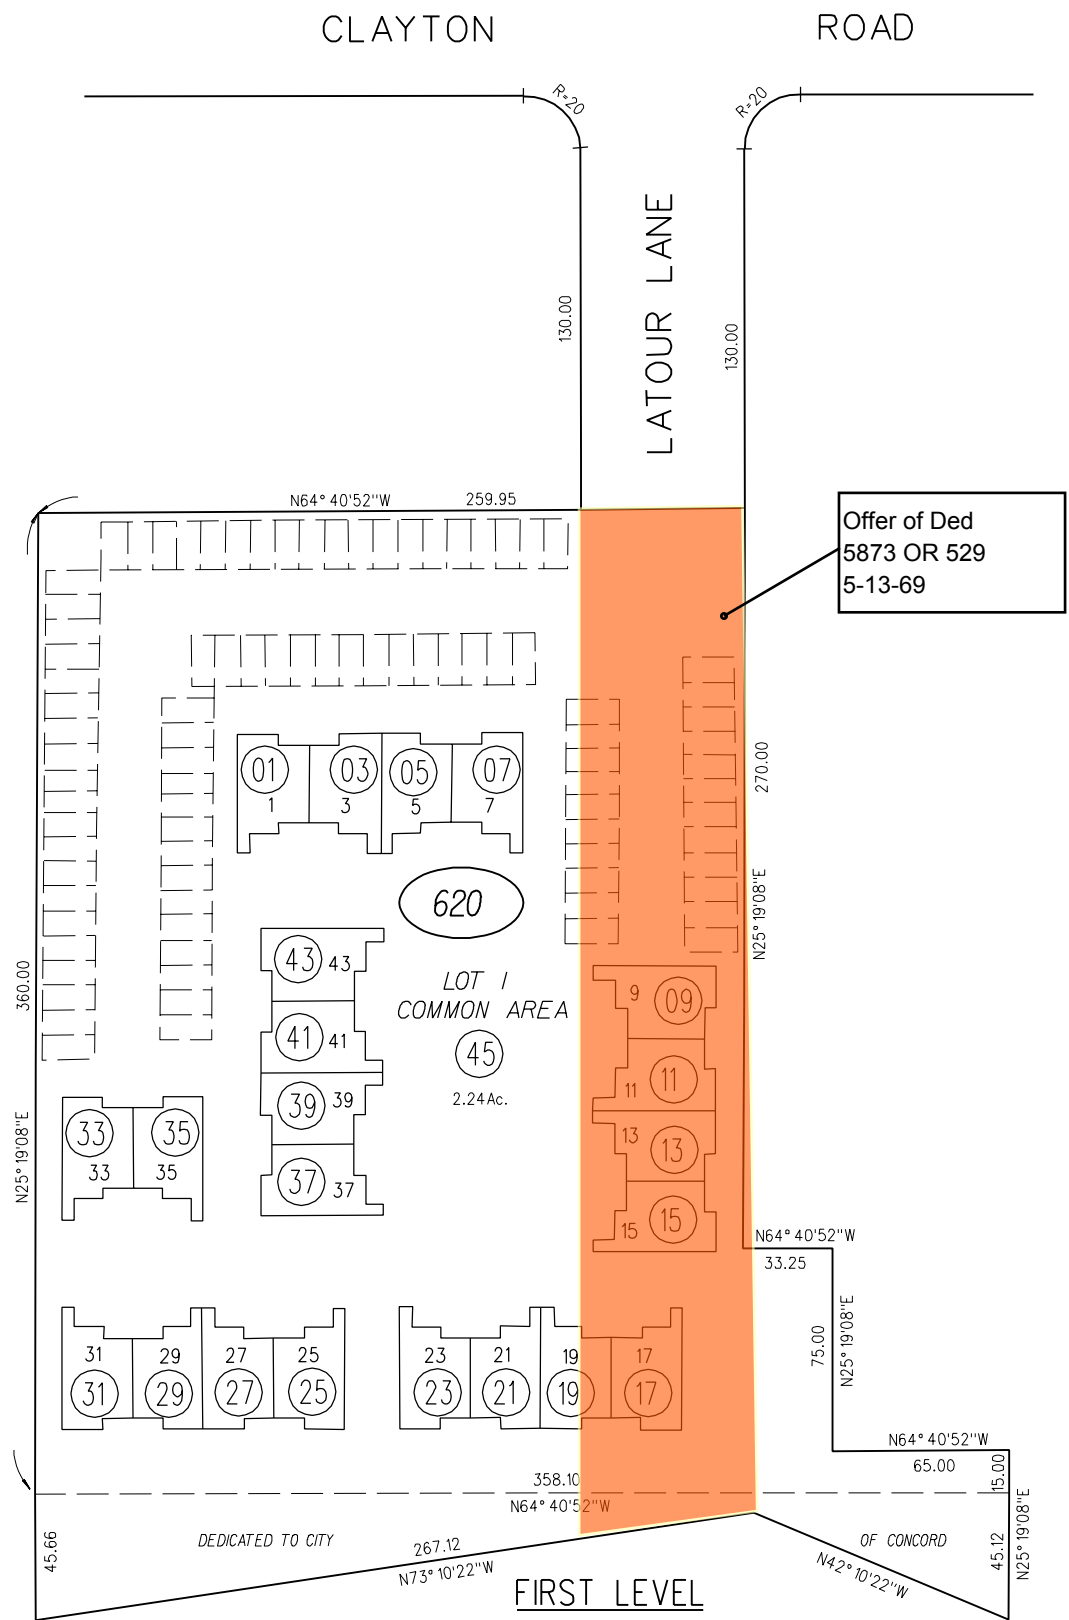 CLAYTON ROAD
R=20
R=20
LATOUR LANE
130.00
130.00
N64°40'52"W 259.95
Offer of Ded
5873 OR 529
5-13-69
270.00
N25°19'08"E
01 03 05 07
1 3 5 7
620
LOT 1
COMMON AREA
45
2.24Ac.
43 43
41 41
39 39
37 37
9 09
11 11
13 13
15 15
360.00
N25°19'08"E
33 35
33 35
N64°40'52"W
33.25
75.00
N25°19'08"E
31 29 27 25
31 29 27 25
23 21 19 17
23 21 19 17
N64°40'52"W
65.00
15.00
358.10
N64°40'52"W
DEDICATED TO CITY OF CONCORD
45.66
267.12
N73°10'22"W
N42°10'22"W
45.12
N25°19'08"E
FIRST LEVEL